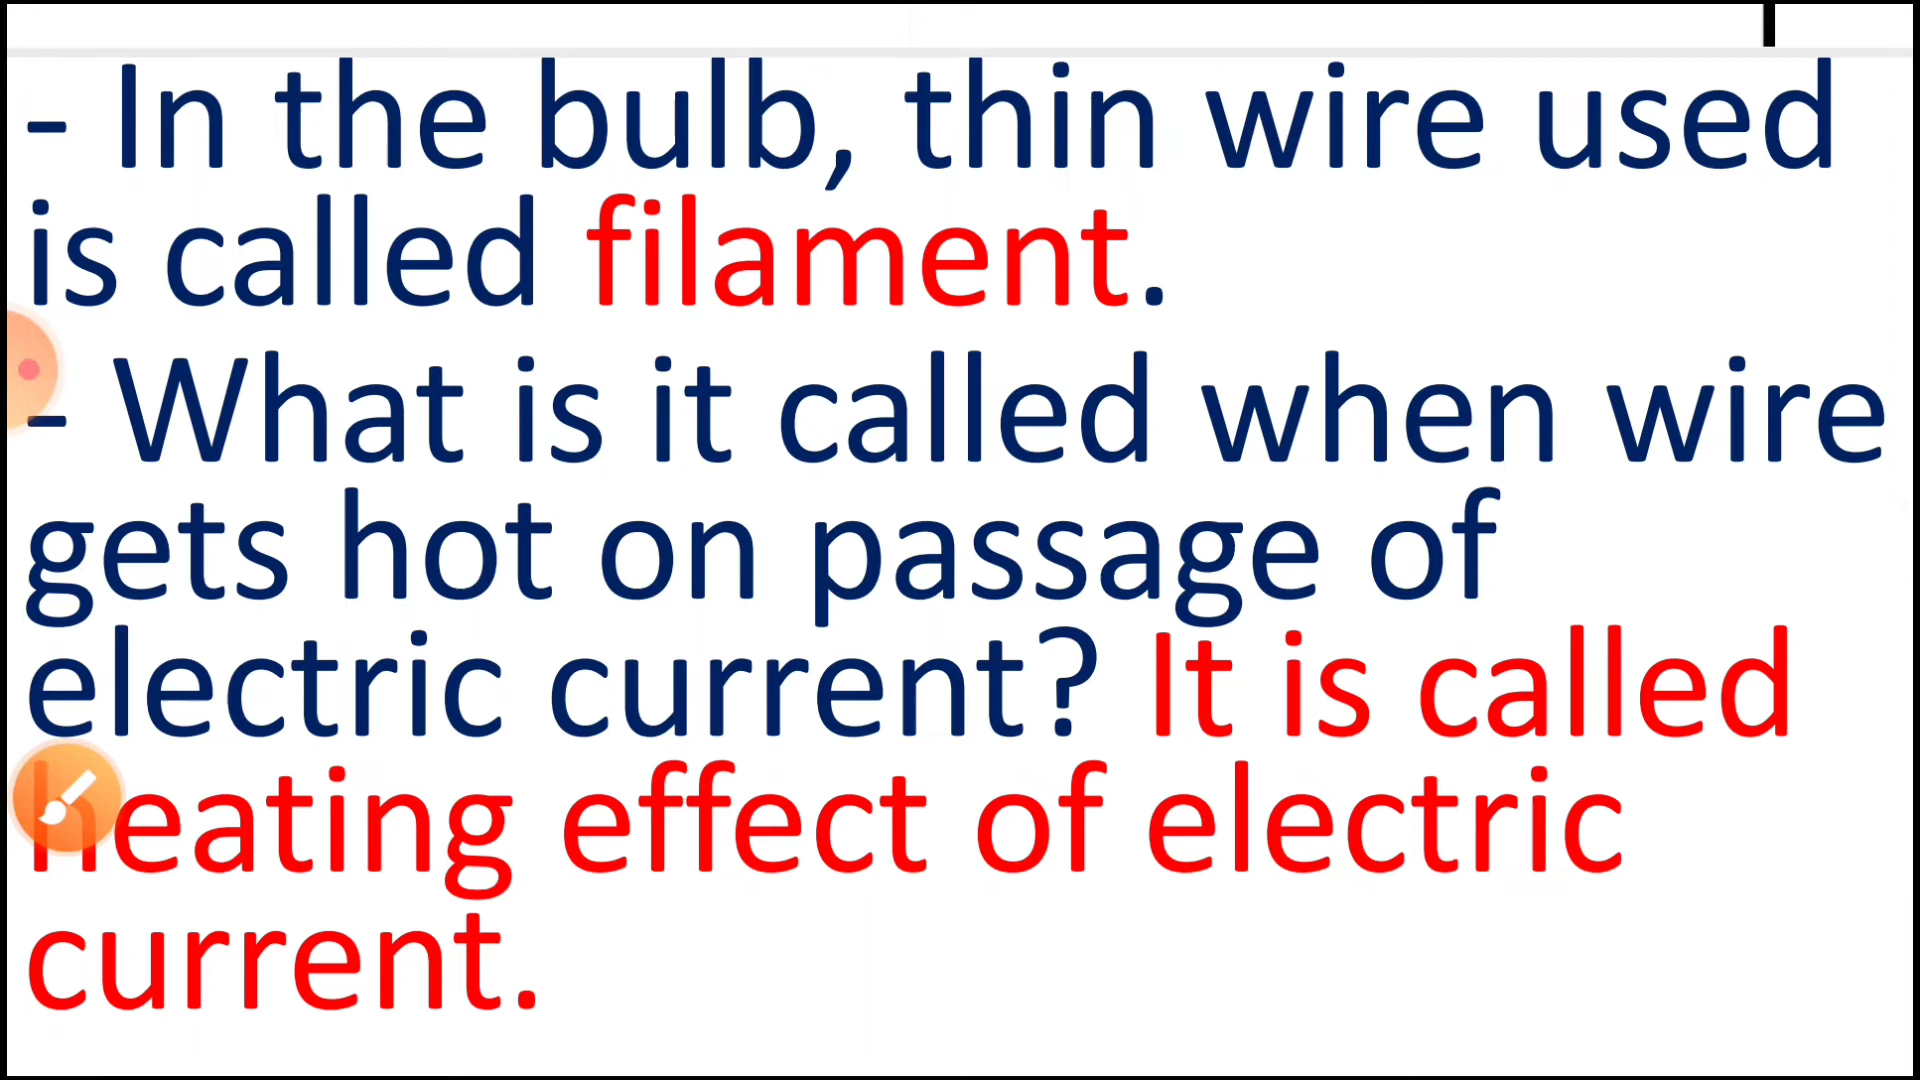 - In the bulb, thin wire used
is called filament.
- What is it called when wire
gets hot on passage of
electric current? It is called
heating effect of electric
current.